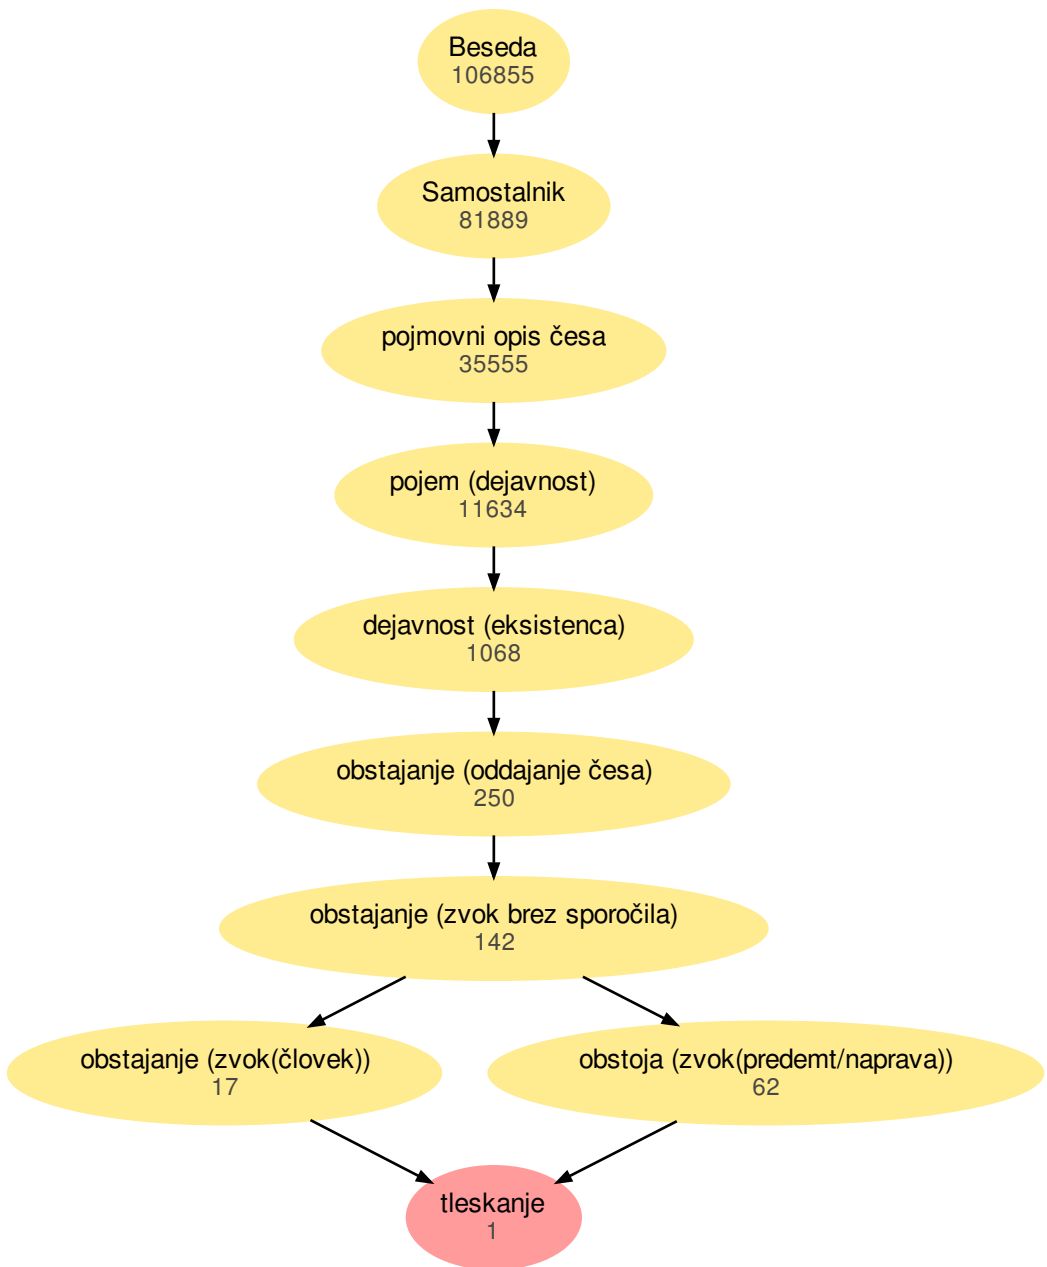 Beseda
106855
Samostalnik
81889
pojmovni opis česa
35555
pojem (dejavnost)
11634
dejavnost (eksistenca)
1068
obstajanje (oddajanje česa)
250
obstajanje (zvok brez sporočila)
142
obstajanje (zvok(človek))
17
obstoja (zvok(predemt/naprava))
62
tleskanje
1